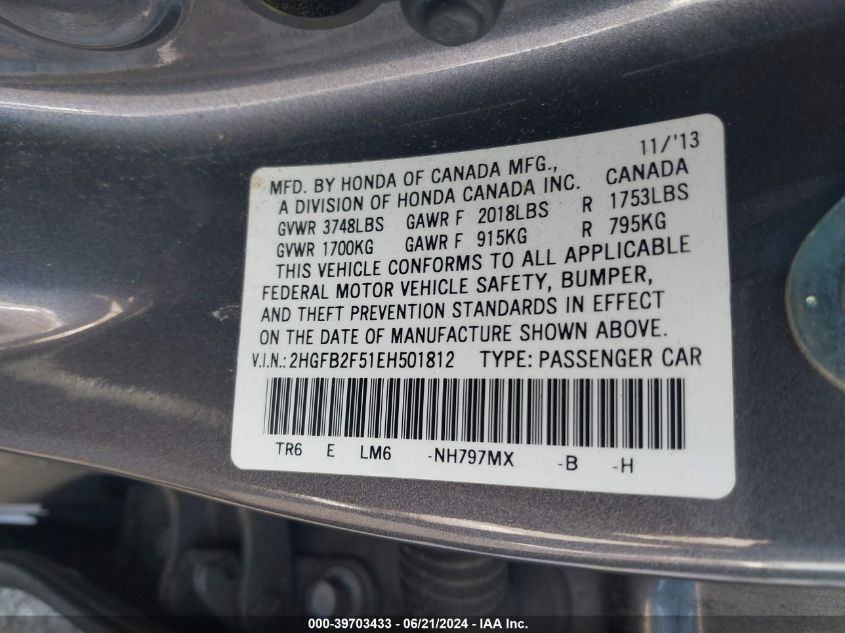 11/'13
MFD. BY HONDA OF CANADA MFG., CANADA
A DIVISION OF HONDA CANADA INC.
GVWR 3748LBS GAWR F 2018LBS R 1753LBS
GVWR 1700KG GAWR F 915KG R 795KG
THIS VEHICLE CONFORMS TO ALL APPLICABLE
FEDERAL MOTOR VEHICLE SAFETY, BUMPER,
AND THEFT PREVENTION STANDARDS IN EFFECT
ON THE DATE OF MANUFACTURE SHOWN ABOVE.
V.I.N.: 2HGFB2F51EH501812 TYPE: PASSENGER CAR
TR6 E LM6 -NH797MX -B -H
000-39703433 - 06/21/2024 - IAA Inc.